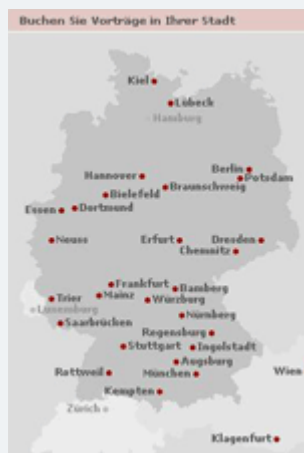 Buchen Sie Vorträge in Ihrer Stadt
Kiel
Lübeck
Hamburg
Berlin
Potsdam
Hannover
Braunschweig
Bielefeld
Essen
Dortmund
Neuss
Erfurt
Dresden
Chemnitz
Frankfurt
Bamberg
Trier
Mainz
Würzburg
Luxemburg
Nürnberg
Saarbrücken
Regensburg
Stuttgart
Ingolstadt
Augsburg
Rottweil
München
Wien
Kempten
Zürich
Klagenfurt